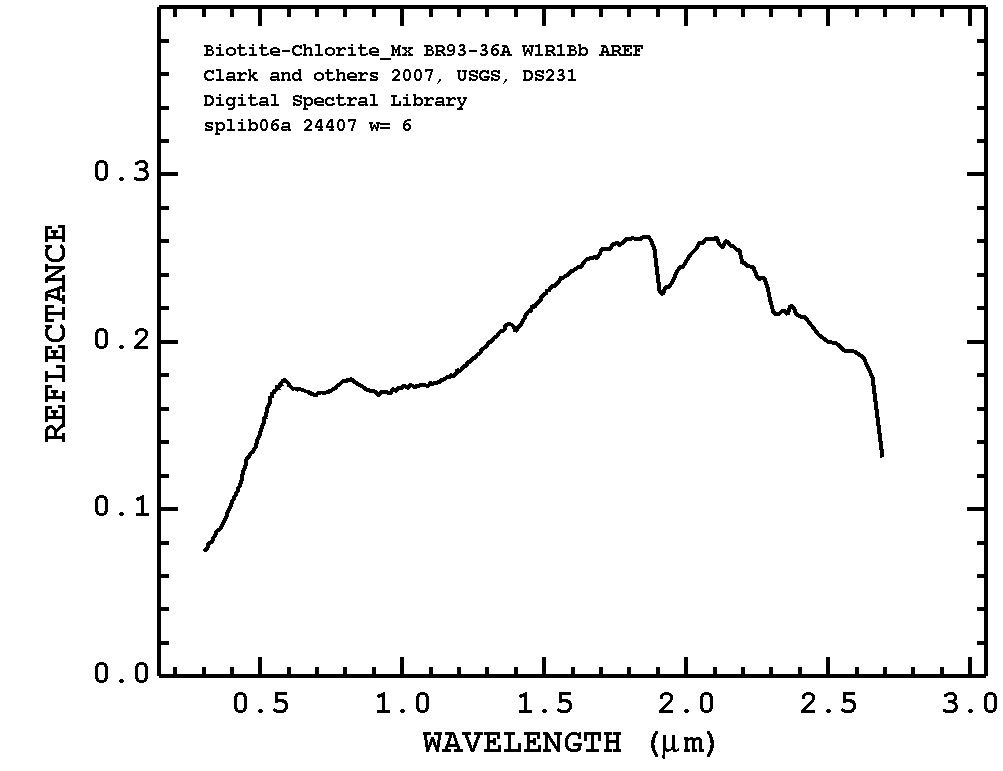 Biotite-Chlorite_Mx BR93-36A W1R1Bb AREF
Clark and others 2007, USGS, DS231
Digital Spectral Library
splib06a 24407 w= 6
0.3
0.2
0.1
0.0
REFLECTANCE
0.5 1.0 1.5 2.0 2.5 3.0
WAVELENGTH (μm)